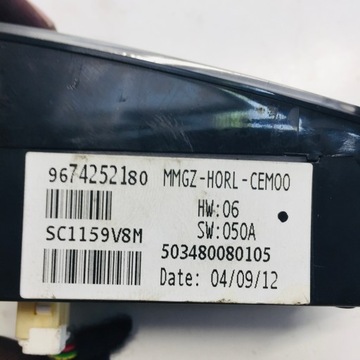 9674252180 MMGZ-HORL-CEM00
HW:06
SW:050A
SC1159V8M
503480080105
Date: 04/09/12